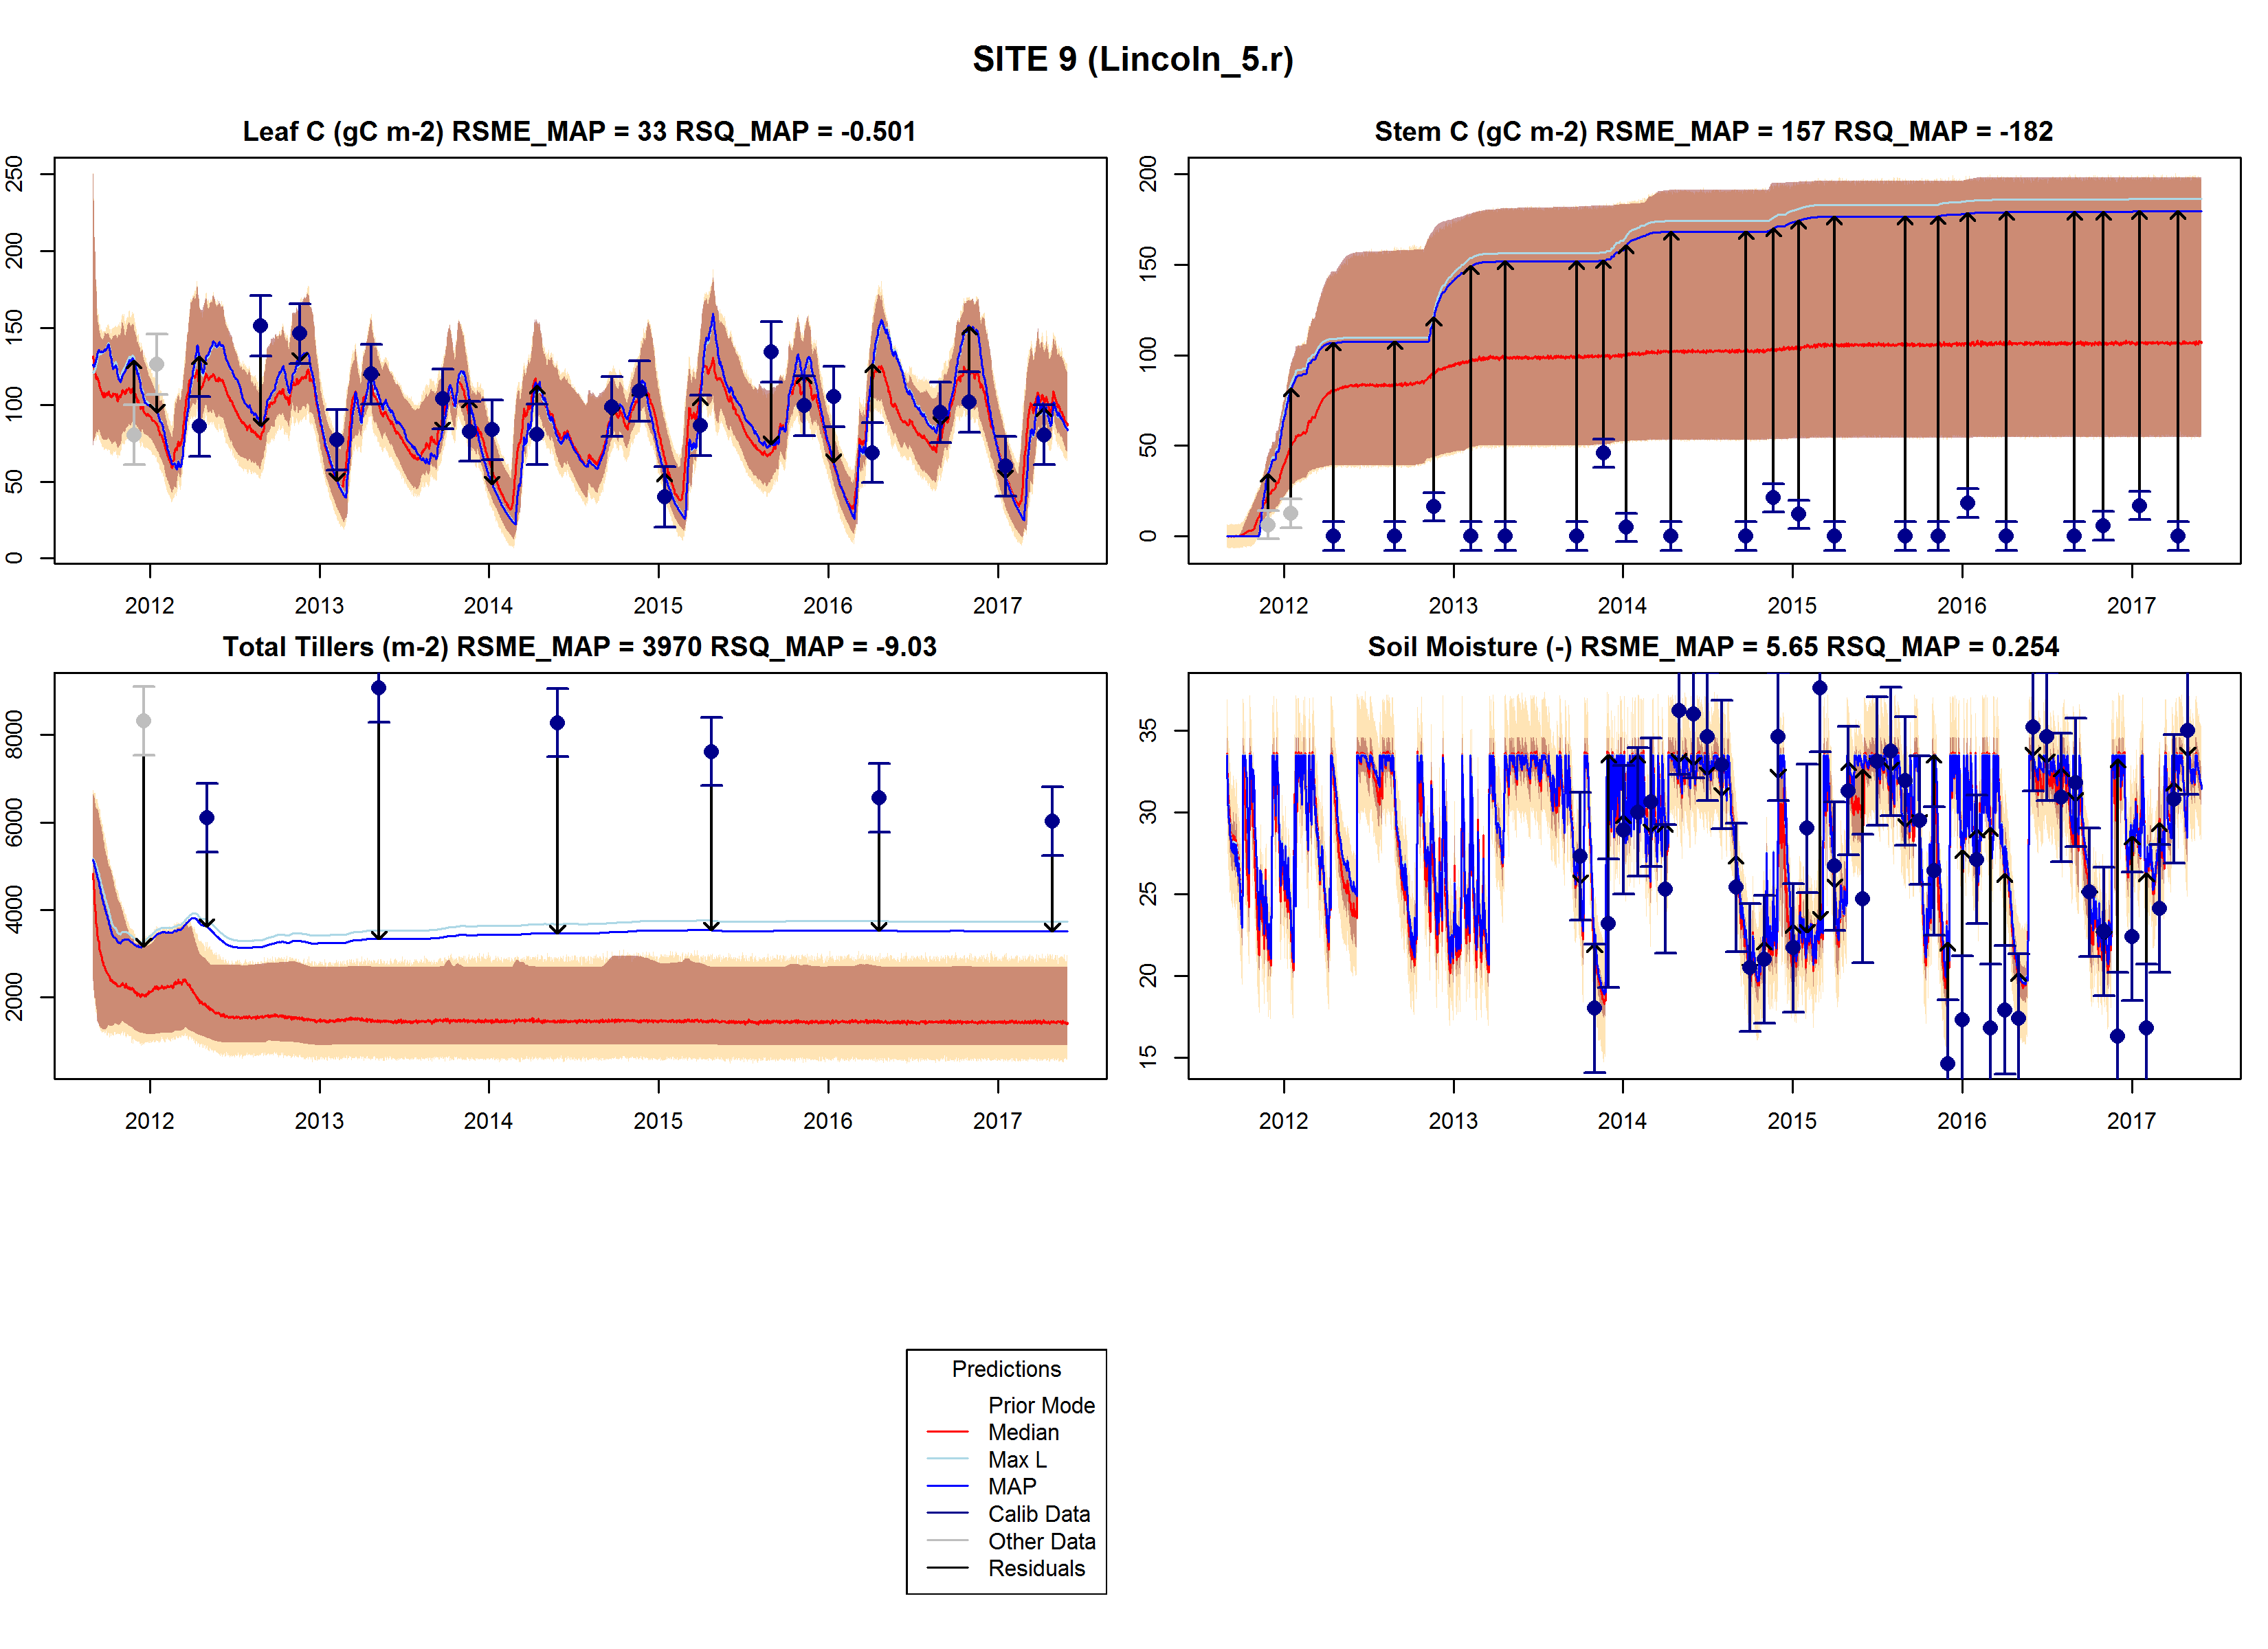 SITE 9 (Lincoln_5.r)
Leaf C (gC m-2) RSME_MAP = 33 RSQ_MAP = -0.501
0 50 100 150 200 250
2012 2013 2014 2015 2016 2017
Stem C (gC m-2) RSME_MAP = 157 RSQ_MAP = -182
0 50 100 150 200
2012 2013 2014 2015 2016 2017
Total Tillers (m-2) RSME_MAP = 3970 RSQ_MAP = -9.03
2000 4000 6000 8000
2012 2013 2014 2015 2016 2017
Soil Moisture (-) RSME_MAP = 5.65 RSQ_MAP = 0.254
15 20 25 30 35
2012 2013 2014 2015 2016 2017
Predictions
Prior Mode
Median
Max L
MAP
Calib Data
Other Data
Residuals